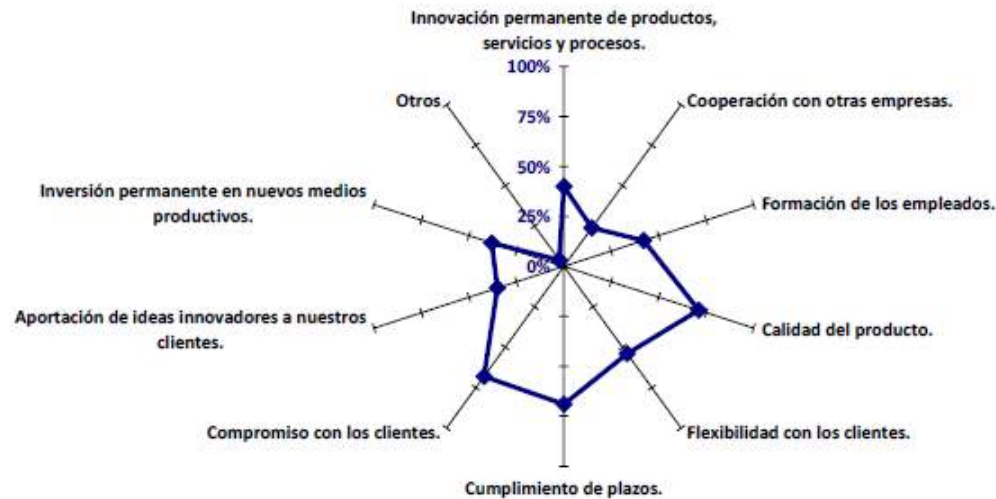 Innovación permanente de productos,
servicios y procesos.
100%
75%
50%
25%
0%
Cooperación con otras empresas.
Formación de los empleados.
Calidad del producto.
Flexibilidad con los clientes.
Cumplimiento de plazos.
Compromiso con los clientes.
Aportación de ideas innovadores a nuestros
clientes.
Inversión permanente en nuevos medios
productivos.
Otros